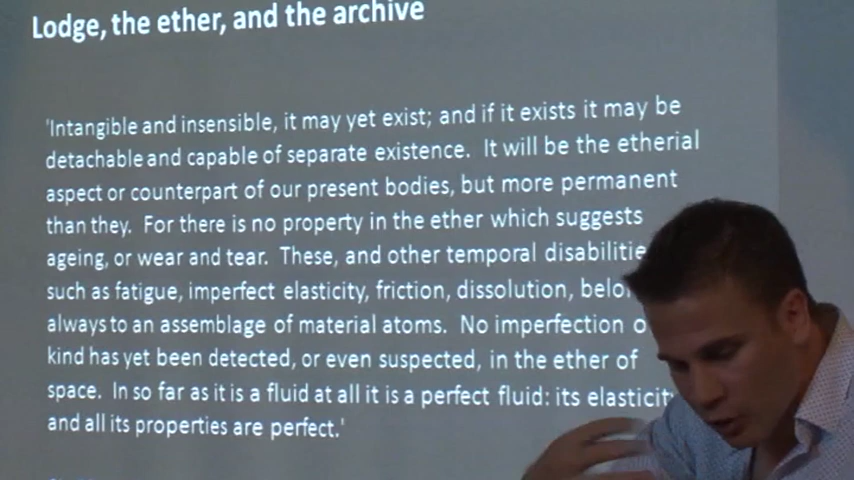 Lodge, the ether, and the archive
'Intangible and insensible, it may yet exist; and if it exists it may be
detachable and capable of separate existence. It will be the etherial
aspect or counterpart of our present bodies, but more permanent
than they. For there is no property in the ether which suggests
ageing, or wear and tear. These, and other temporal disabilitie
such as fatigue, imperfect elasticity, friction, dissolution, belo
always to an assemblage of material atoms. No imperfection o
kind has yet been detected, or even suspected, in the ether of
space. In so far as it is a fluid at all it is a perfect fluid: its elasticity
and all its properties are perfect.'